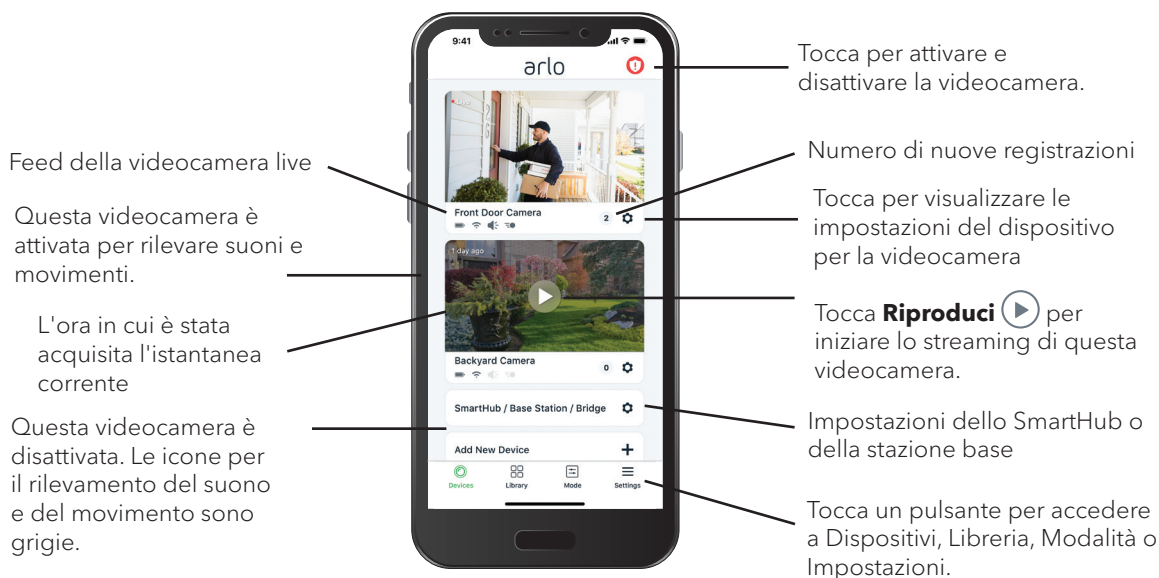 Feed della videocamera live
Questa videocamera è
attivata per rilevare suoni e
movimenti.
L'ora in cui è stata
acquisita l'istantanea
corrente
Questa videocamera è
disattivata. Le icone per
il rilevamento del suono
e del movimento sono
grigie.
9:41
arlo
26
Front Door Camera
2
1 day ago
Backyard Camera
0
SmartHub / Base Station / Bridge
Add New Device
Devices Library Mode Settings
Tocca per attivare e
disattivare la videocamera.
Numero di nuove registrazioni
Tocca per visualizzare le
impostazioni del dispositivo
per la videocamera
Tocca Riproduci per
iniziare lo streaming di questa
videocamera.
Impostazioni dello SmartHub o
della stazione base
Tocca un pulsante per accedere
a Dispositivi, Libreria, Modalità o
Impostazioni.